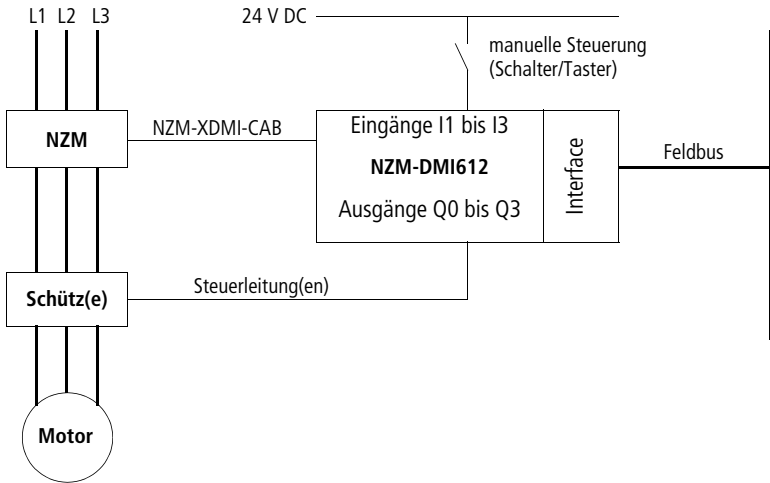 L1 L2 L3
24 V DC
manuelle Steuerung
(Schalter/Taster)
NZM
NZM-XDMI-CAB
Eingänge I1 bis I3
NZM-DMI612
Ausgänge Q0 bis Q3
Interface
Feldbus
Schütz(e)
Steuerleitung(en)
Motor